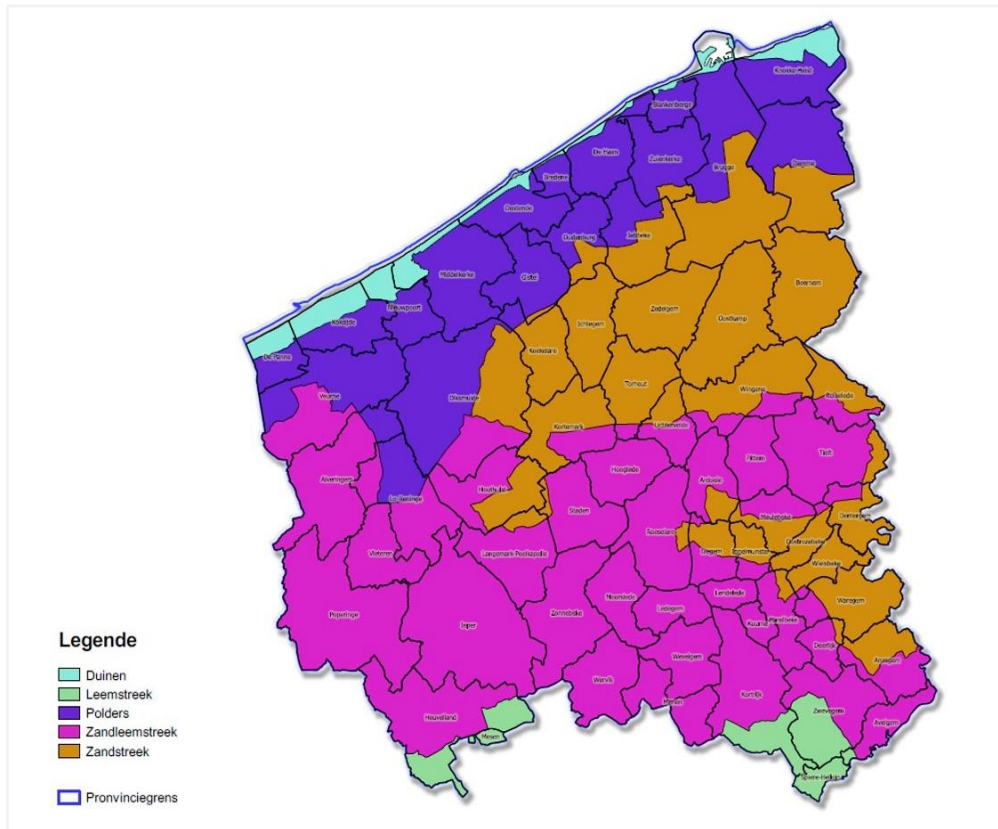 Knokke-Heist
Blankenberge
De Haan
Zuienkerke
Brugge
Damme
Bredene
Oostende
Oudenburg
Jabbeke
Middelkerke
Gistel
Beernem
Nieuwpoort
Koksijde
Ichtegem
Zedelgem
Oostkamp
De Panne
Koekelare
Veurne
Diksmuide
Torhout
Wingene
Ruiselede
Kortemark
Lichtervelde
Pittem
Tielt
Hooglede
Ardooie
Alveringem
Houthulst
Lo-Reninge
Staden
Meulebeke
Dentergem
Roeselare
Oostrozebeke
Vleteren
Langemark-Poelkapelle
Izegem
Ingelmunster
Wielsbeke
Poperinge
Ieper
Zonnebeke
Moorslede
Ledegem
Lendelede
Waregem
Kuurne
Harelbeke
Deerlijk
Anzegem
Wevelgem
Wervik
Menen
Kortrijk
Heuvelland
Mesen
Zwevegem
Avelgem
Spiere-Helkijn
Legende
Duinen
Leemstreek
Polders
Zandleemstreek
Zandstreek
Pronvinciegrens